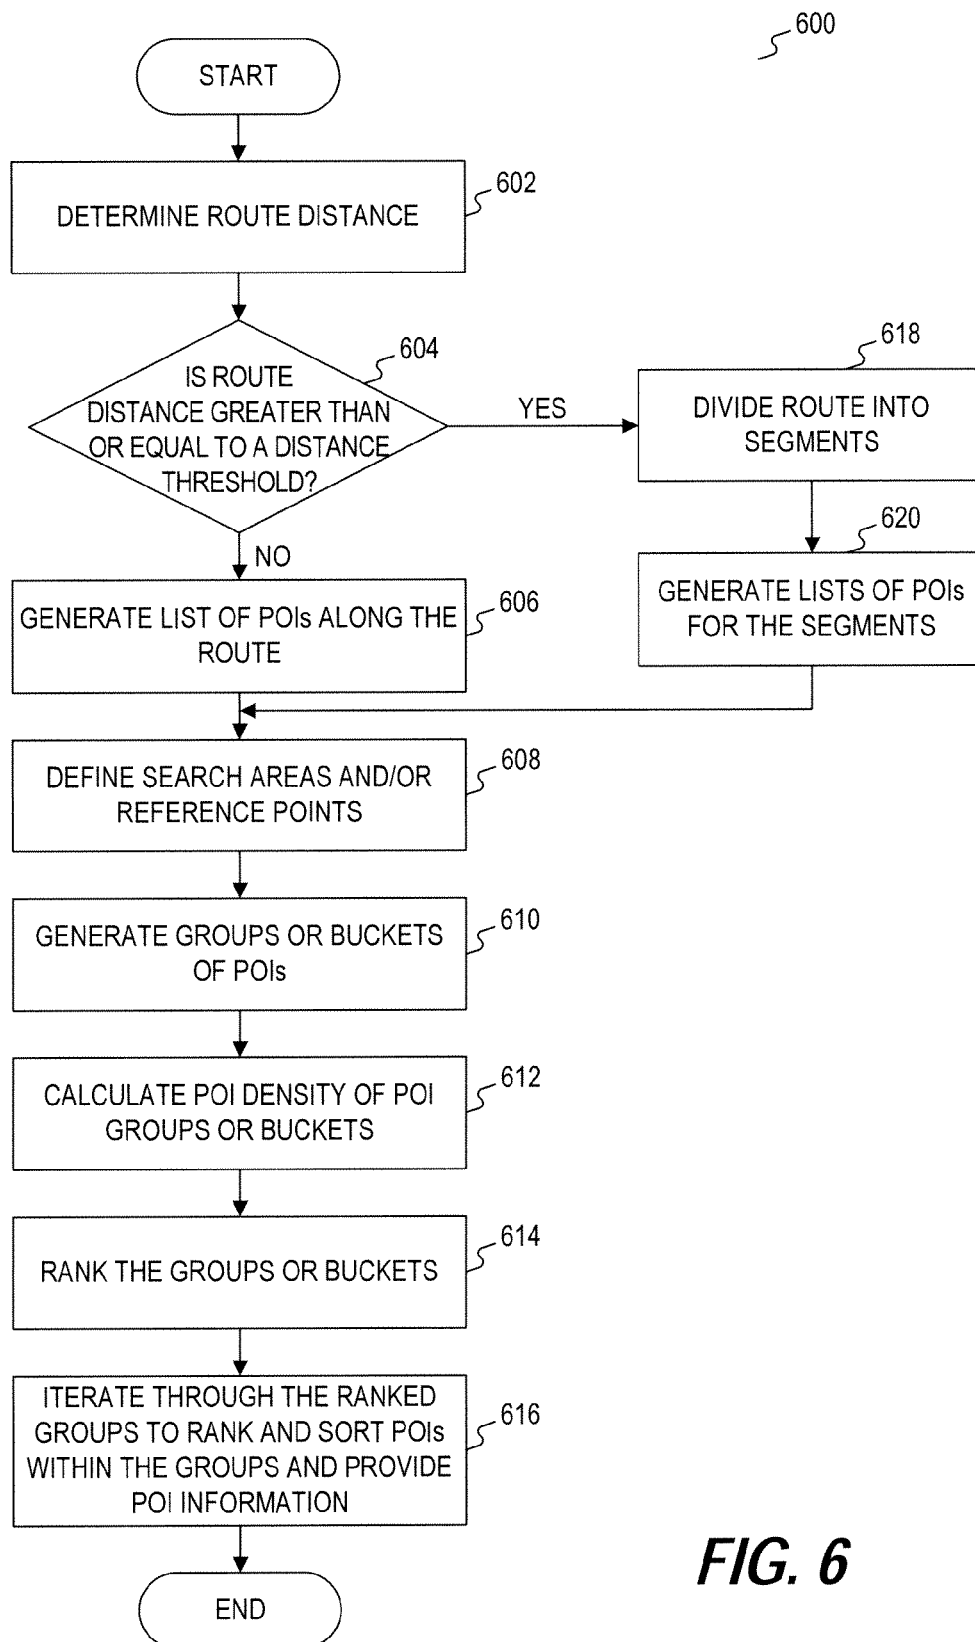 600
START
602
DETERMINE ROUTE DISTANCE
604
IS ROUTE
DISTANCE GREATER THAN
OR EQUAL TO A DISTANCE
THRESHOLD?
YES
618
DIVIDE ROUTE INTO
SEGMENTS
620
GENERATE LISTS OF POIs
FOR THE SEGMENTS
NO
606
GENERATE LIST OF POIs ALONG THE
ROUTE
608
DEFINE SEARCH AREAS AND/OR
REFERENCE POINTS
610
GENERATE GROUPS OR BUCKETS
OF POIs
612
CALCULATE POI DENSITY OF POI
GROUPS OR BUCKETS
614
RANK THE GROUPS OR BUCKETS
616
ITERATE THROUGH THE RANKED
GROUPS TO RANK AND SORT POIs
WITHIN THE GROUPS AND PROVIDE
POI INFORMATION
END
FIG. 6